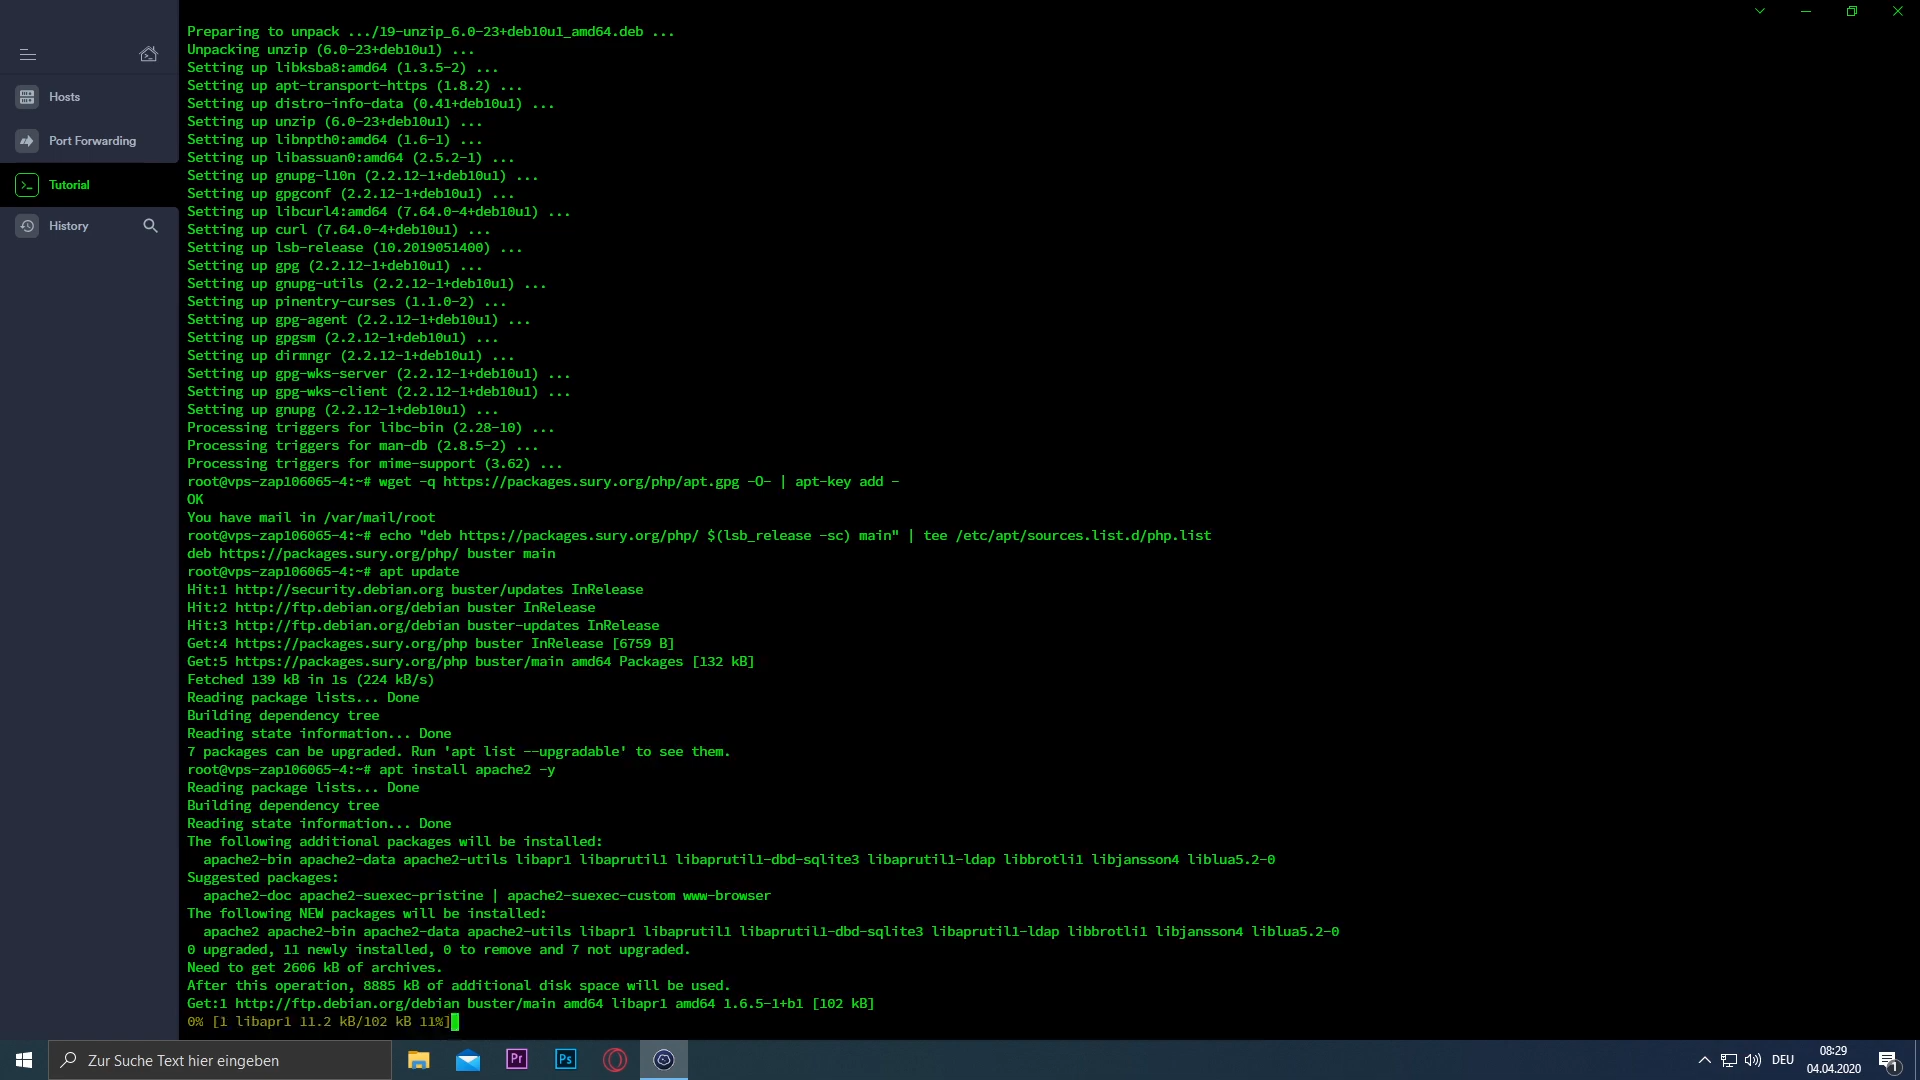 Hosts
Port Forwarding
Tutorial
History
Preparing to unpack .../19-unzip_6.0-23+deb10u1_amd64.deb ...
Unpacking unzip (6.0-23+deb10u1) ...
Setting up libksba8:amd64 (1.3.5-2) ...
Setting up apt-transport-https (1.8.2) ...
Setting up distro-info-data (0.41+deb10u1) ...
Setting up unzip (6.0-23+deb10u1) ...
Setting up libnpth0:amd64 (1.6-1) ...
Setting up libassuan0:amd64 (2.5.2-1) ...
Setting up gnupg-l10n (2.2.12-1+deb10u1) ...
Setting up gpgconf (2.2.12-1+deb10u1) ...
Setting up libcurl4:amd64 (7.64.0-4+deb10u1) ...
Setting up curl (7.64.0-4+deb10u1) ...
Setting up lsb-release (10.2019051400) ...
Setting up gpg (2.2.12-1+deb10u1) ...
Setting up gnupg-utils (2.2.12-1+deb10u1) ...
Setting up pinentry-curses (1.1.0-2) ...
Setting up gpg-agent (2.2.12-1+deb10u1) ...
Setting up gpgsm (2.2.12-1+deb10u1) ...
Setting up dirmngr (2.2.12-1+deb10u1) ...
Setting up gpg-wks-server (2.2.12-1+deb10u1) ...
Setting up gpg-wks-client (2.2.12-1+deb10u1) ...
Setting up gnupg (2.2.12-1+deb10u1) ...
Processing triggers for libc-bin (2.28-10) ...
Processing triggers for man-db (2.8.5-2) ...
Processing triggers for mime-support (3.62) ...
root@vps-zap106065-4:~# wget -q https://packages.sury.org/php/apt.gpg -O- | apt-key add -
OK
You have mail in /var/mail/root
root@vps-zap106065-4:~# echo "deb https://packages.sury.org/php/ $(lsb_release -sc) main" | tee /etc/apt/sources.list.d/php.list
deb https://packages.sury.org/php/ buster main
root@vps-zap106065-4:~# apt update
Hit:1 http://security.debian.org buster/updates InRelease
Hit:2 http://ftp.debian.org/debian buster InRelease
Hit:3 http://ftp.debian.org/debian buster-updates InRelease
Get:4 https://packages.sury.org/php buster InRelease [6759 B]
Get:5 https://packages.sury.org/php buster/main amd64 Packages [132 kB]
Fetched 139 kB in 1s (224 kB/s)
Reading package lists... Done
Building dependency tree
Reading state information... Done
7 packages can be upgraded. Run 'apt list --upgradable' to see them.
root@vps-zap106065-4:~# apt install apache2 -y
Reading package lists... Done
Building dependency tree
Reading state information... Done
The following additional packages will be installed:
apache2-bin apache2-data apache2-utils libapr1 libaprutil1 libaprutil1-dbd-sqlite3 libaprutil1-ldap libbrotli1 libjansson4 liblua5.2-0
Suggested packages:
apache2-doc apache2-suexec-pristine | apache2-suexec-custom www-browser
The following NEW packages will be installed:
apache2 apache2-bin apache2-data apache2-utils libapr1 libaprutil1 libaprutil1-dbd-sqlite3 libaprutil1-ldap libbrotli1 libjansson4 liblua5.2-0
0 upgraded, 11 newly installed, 0 to remove and 7 not upgraded.
Need to get 2606 kB of archives.
After this operation, 8885 kB of additional disk space will be used.
Get:1 http://ftp.debian.org/debian buster/main amd64 libapr1 amd64 1.6.5-1+b1 [102 kB]
0% [1 libapr1 11.2 kB/102 kB 11%]
Zur Suche Text hier eingeben
Pr
Ps
DEU
08:29
04.04.2020
1